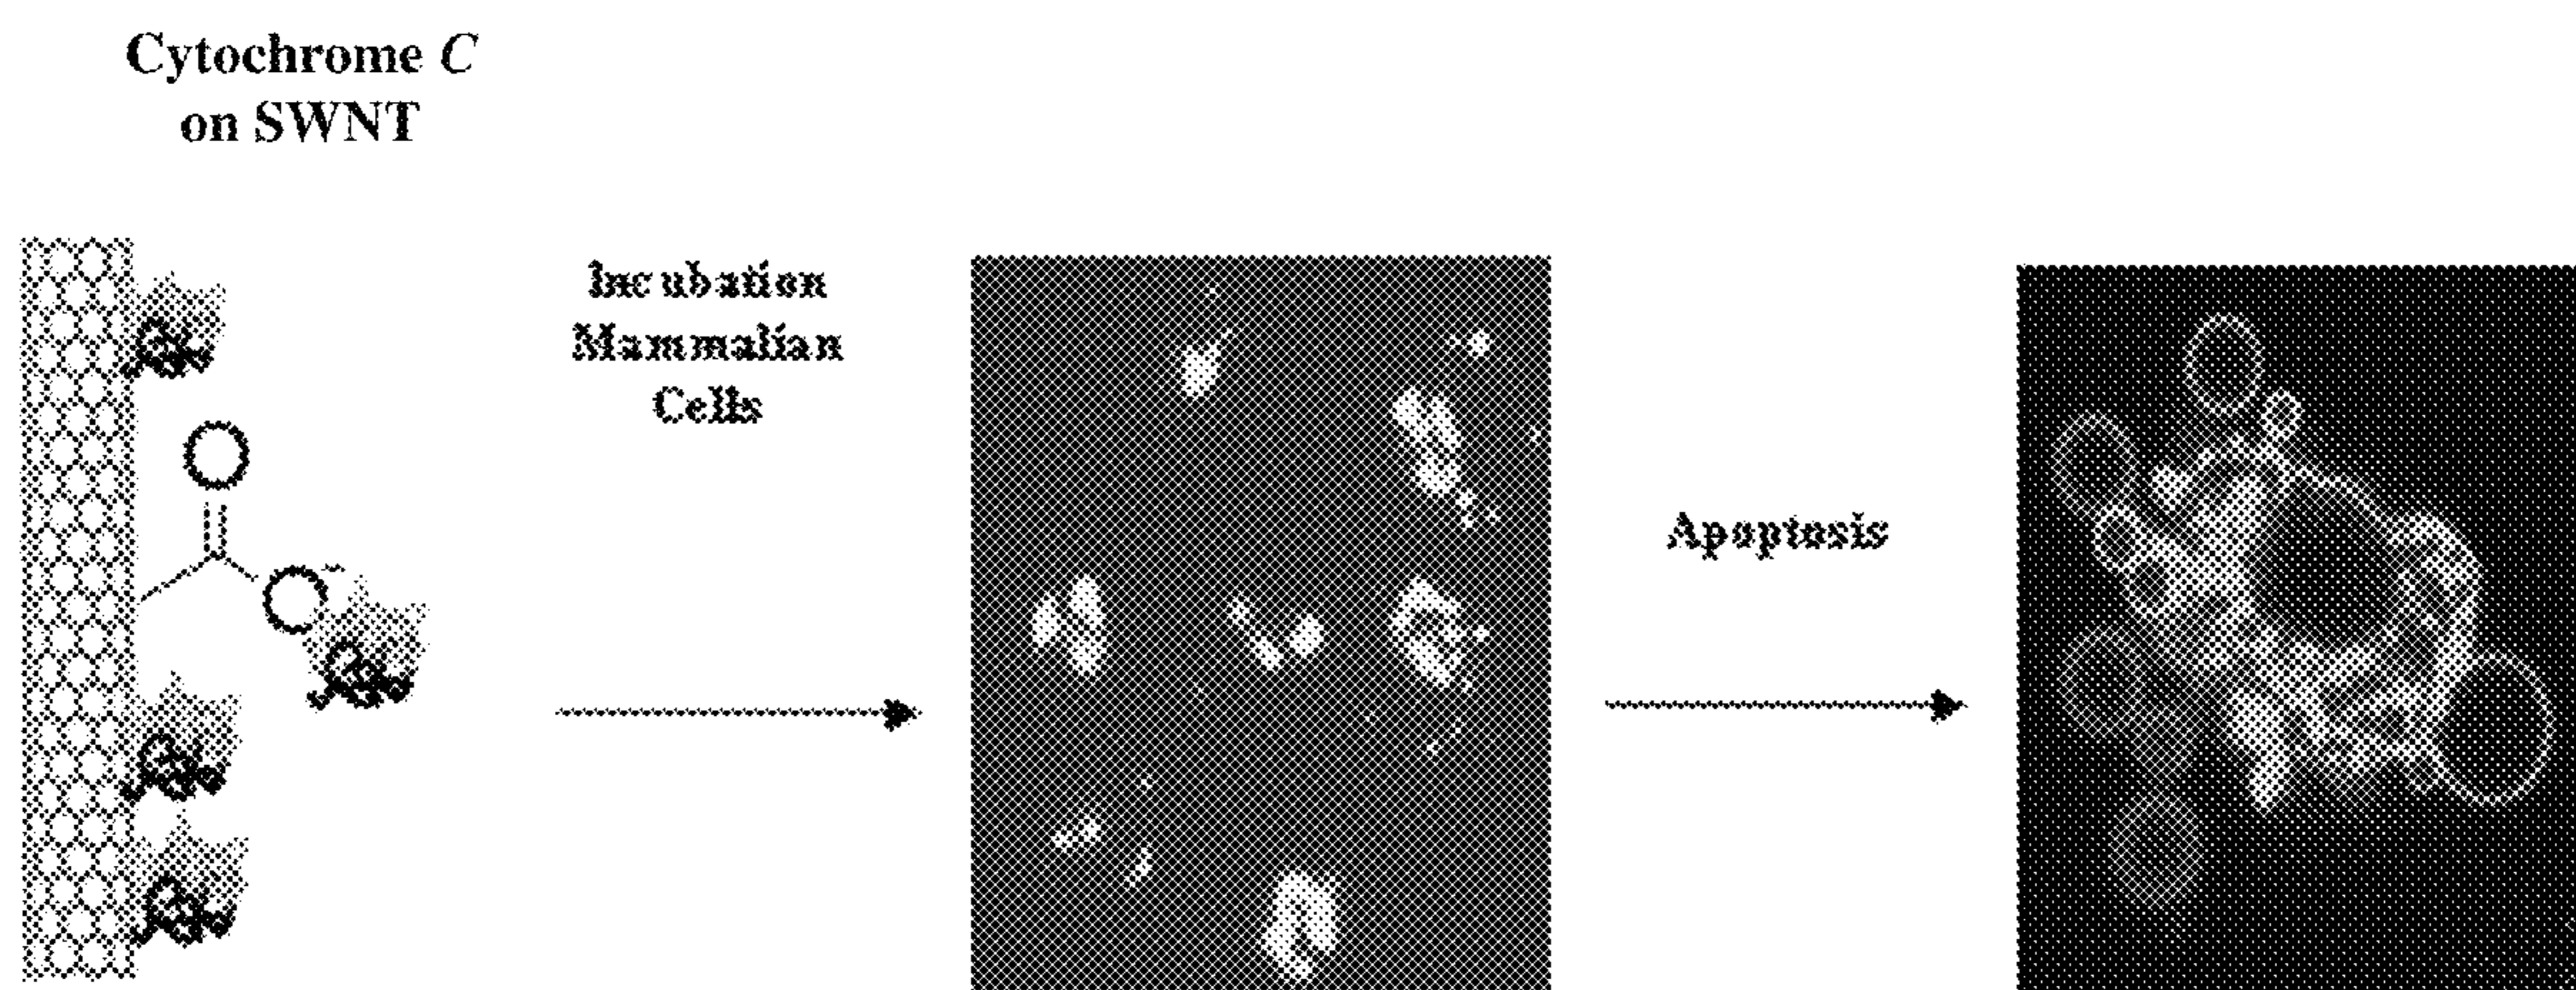 Cytochrome C
on SWNT
Incubation
Mammalian
Cells
Apoptosis
O
O